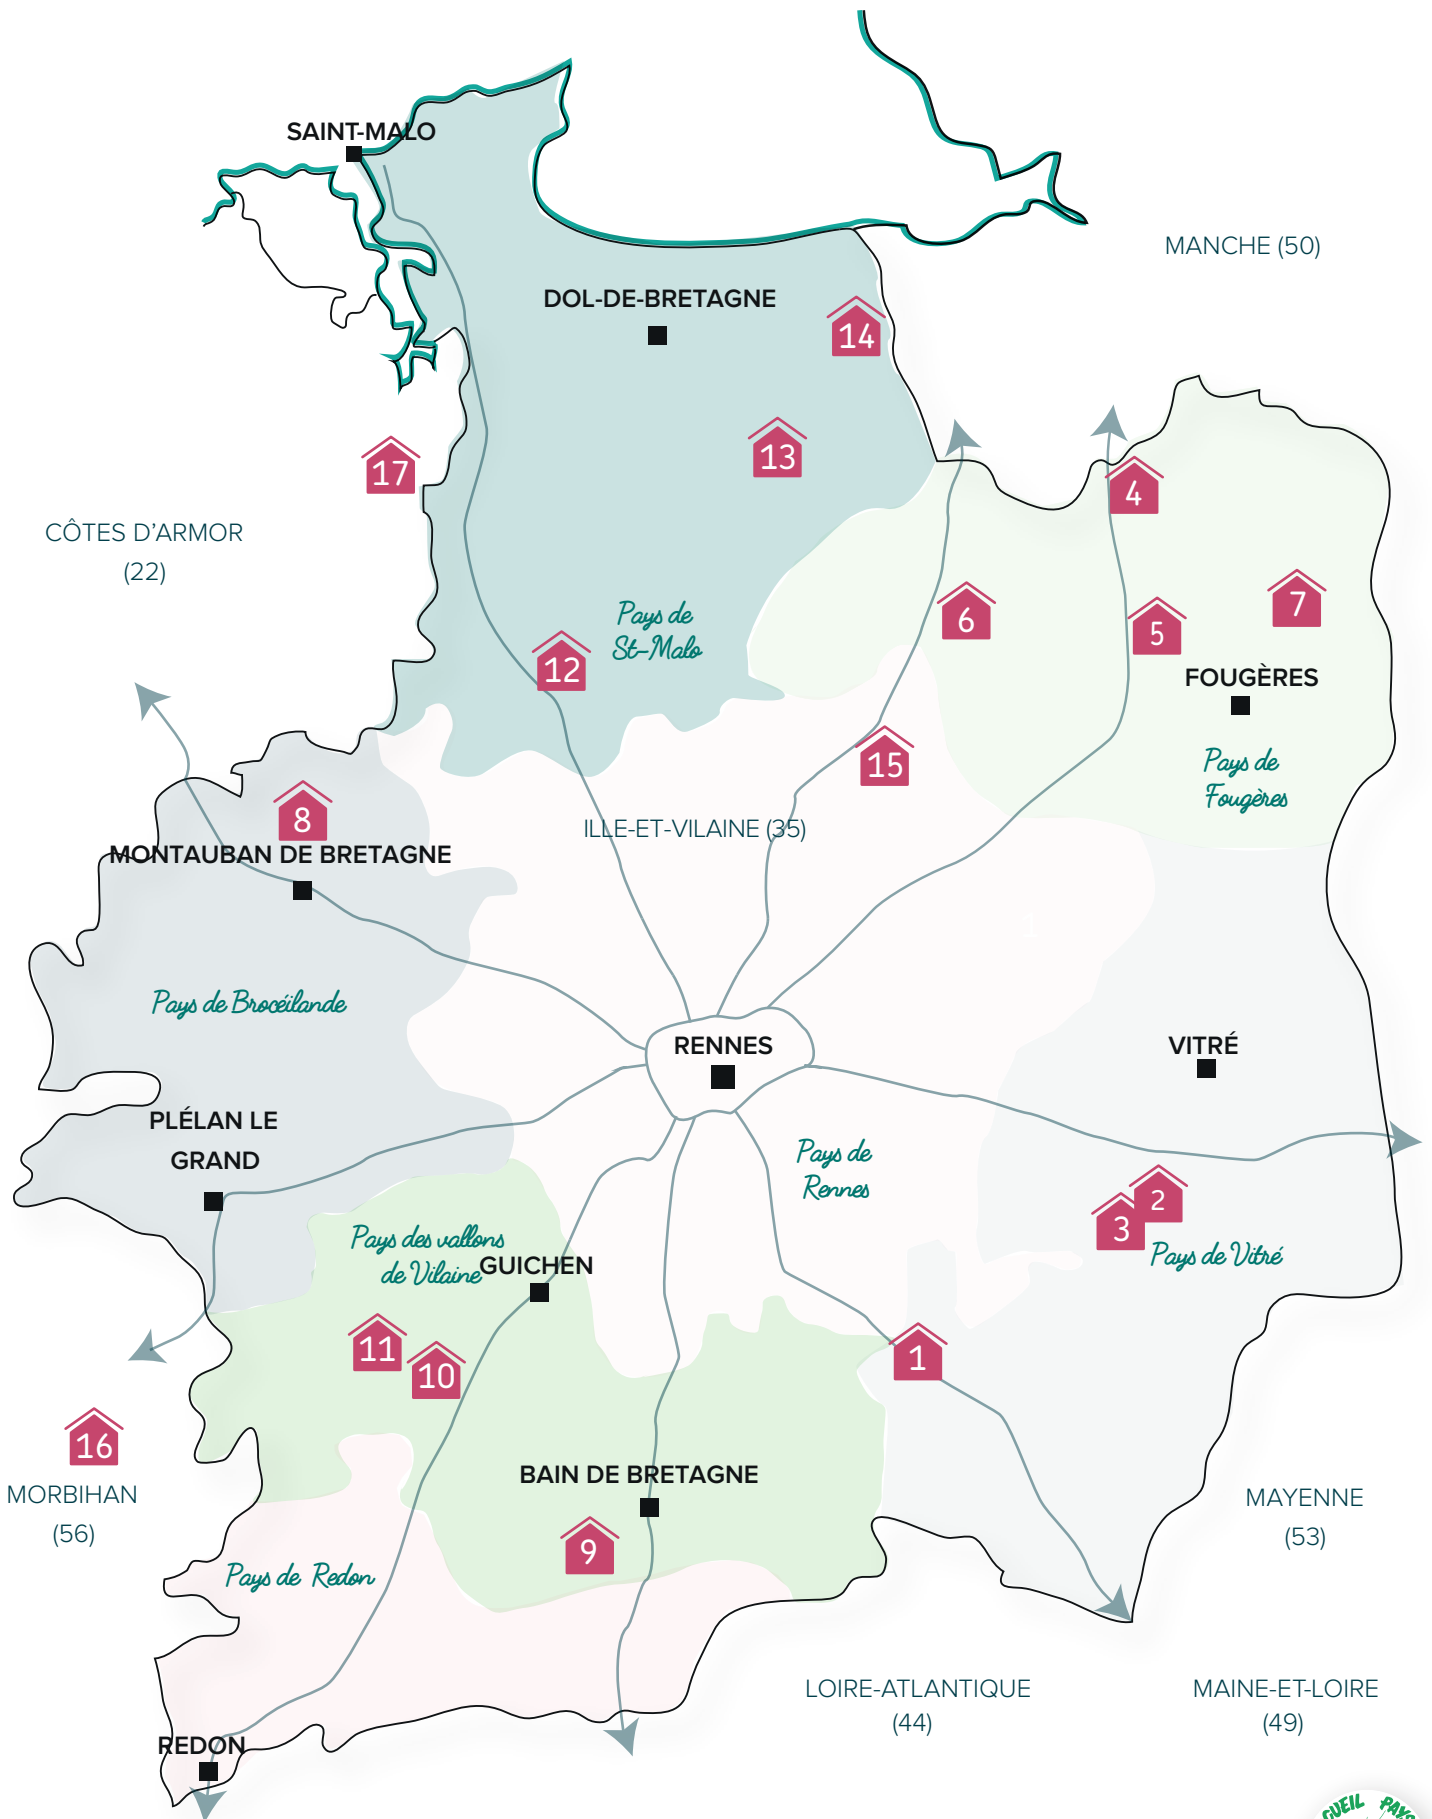 SAINT-MALO
MANCHE (50)
DOL-DE-BRETAGNE
14
13
17
4
CÔTES D'ARMOR
(22)
7
6
5
Pays de
St-Malo
12
FOUGÈRES
15
Pays de
Fougères
8
ILLE-ET-VILAINE (35)
MONTAUBAN DE BRETAGNE
1
Pays de Brocéilande
RENNES
VITRÉ
PLÉLAN LE
GRAND
Pays de
Rennes
2
3
Pays des vallons
de Vilaine
GUICHEN
Pays de Vitré
11
10
1
16
BAIN DE BRETAGNE
MORBIHAN
(56)
MAYENNE
(53)
9
Pays de Redon
LOIRE-ATLANTIQUE
(44)
MAINE-ET-LOIRE
(49)
REDON